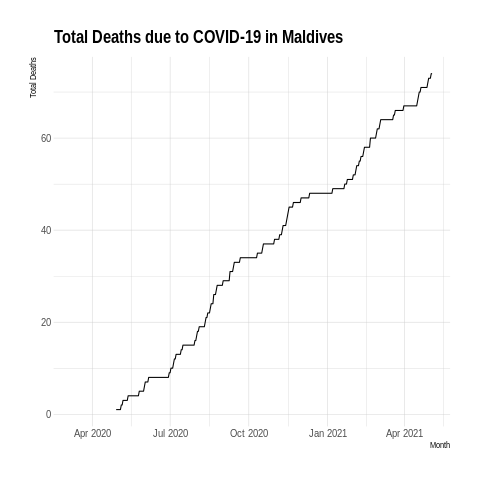 Total Deaths due to COVID-19 in Maldives
Total Deaths
60
40
20
0
Apr 2020 Jul 2020 Oct 2020 Jan 2021 Apr 2021
Month